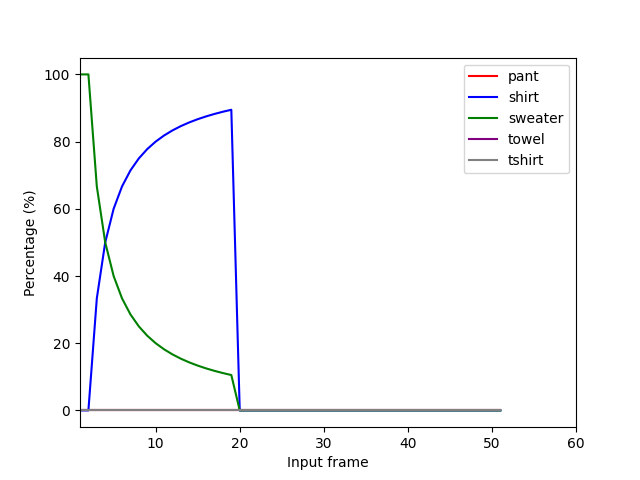 100
80
60
40
20
0
Percentage (%)
10 20 30 40 50 60
Input frame
pant
shirt
sweater
towel
tshirt